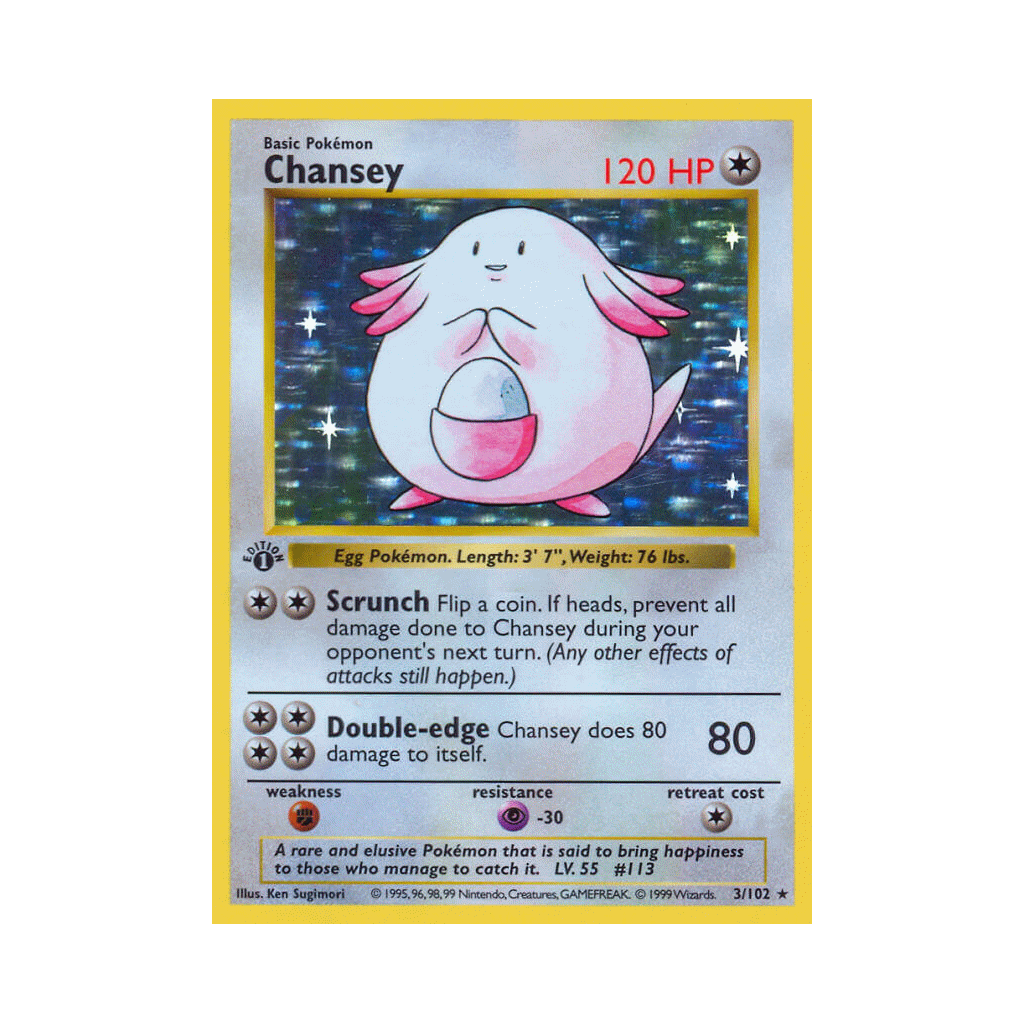 Basic Pokémon
Chansey 120 HP
EDITION 1
Egg Pokémon. Length: 3' 7", Weight: 76 lbs.
Scrunch Flip a coin. If heads, prevent all
damage done to Chansey during your
opponent's next turn. (Any other effects of
attacks still happen.)
Double-edge Chansey does 80 80
damage to itself.
weakness resistance retreat cost
-30
A rare and elusive Pokémon that is said to bring happiness
to those who manage to catch it. LV. 55 #113
Illus. Ken Sugimori © 1995, 96, 98, 99 Nintendo, Creatures, GAMEFREAK. © 1999 Wizards. 3/102 ★